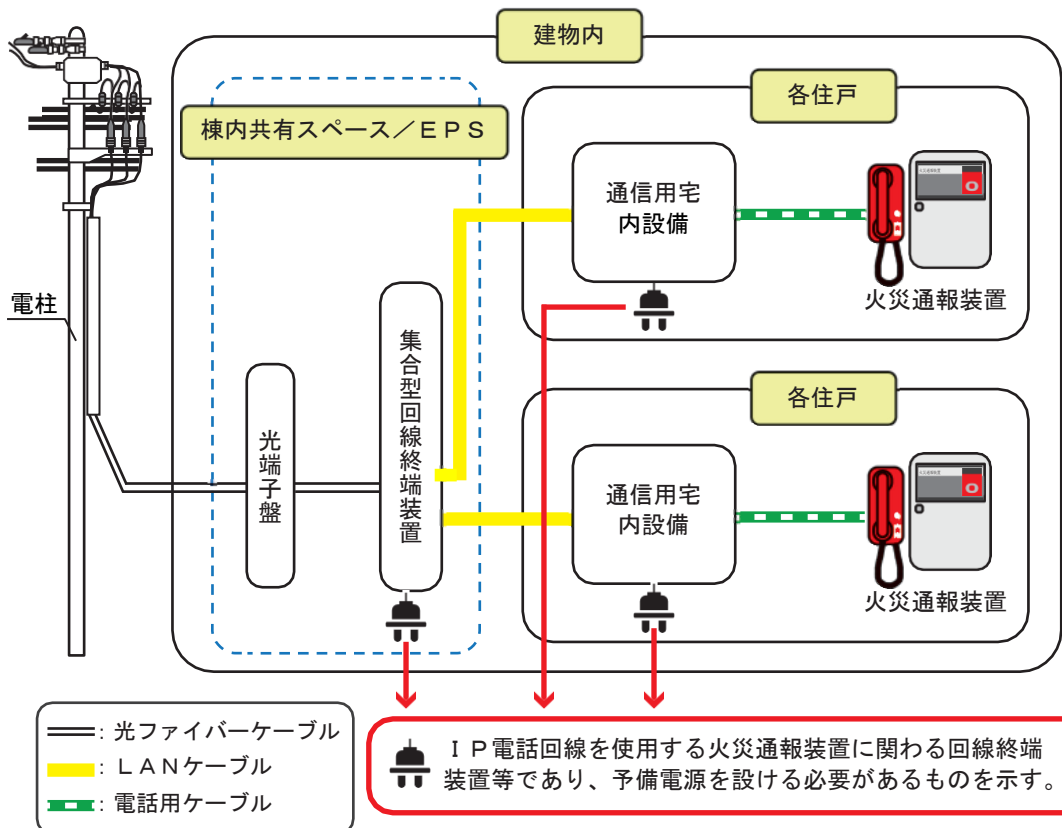 建物内
各住戸
棟内共有スペース／ＥＰＳ
通信用宅
内設備
火災通報装置
電柱
集合型回線終端装置
光端子盤
各住戸
通信用宅
内設備
火災通報装置
：光ファイバーケーブル
：ＬＡＮケーブル
：電話用ケーブル
ＩＰ電話回線を使用する火災通報装置に関わる回線終端
装置等であり、予備電源を設ける必要があるものを示す。